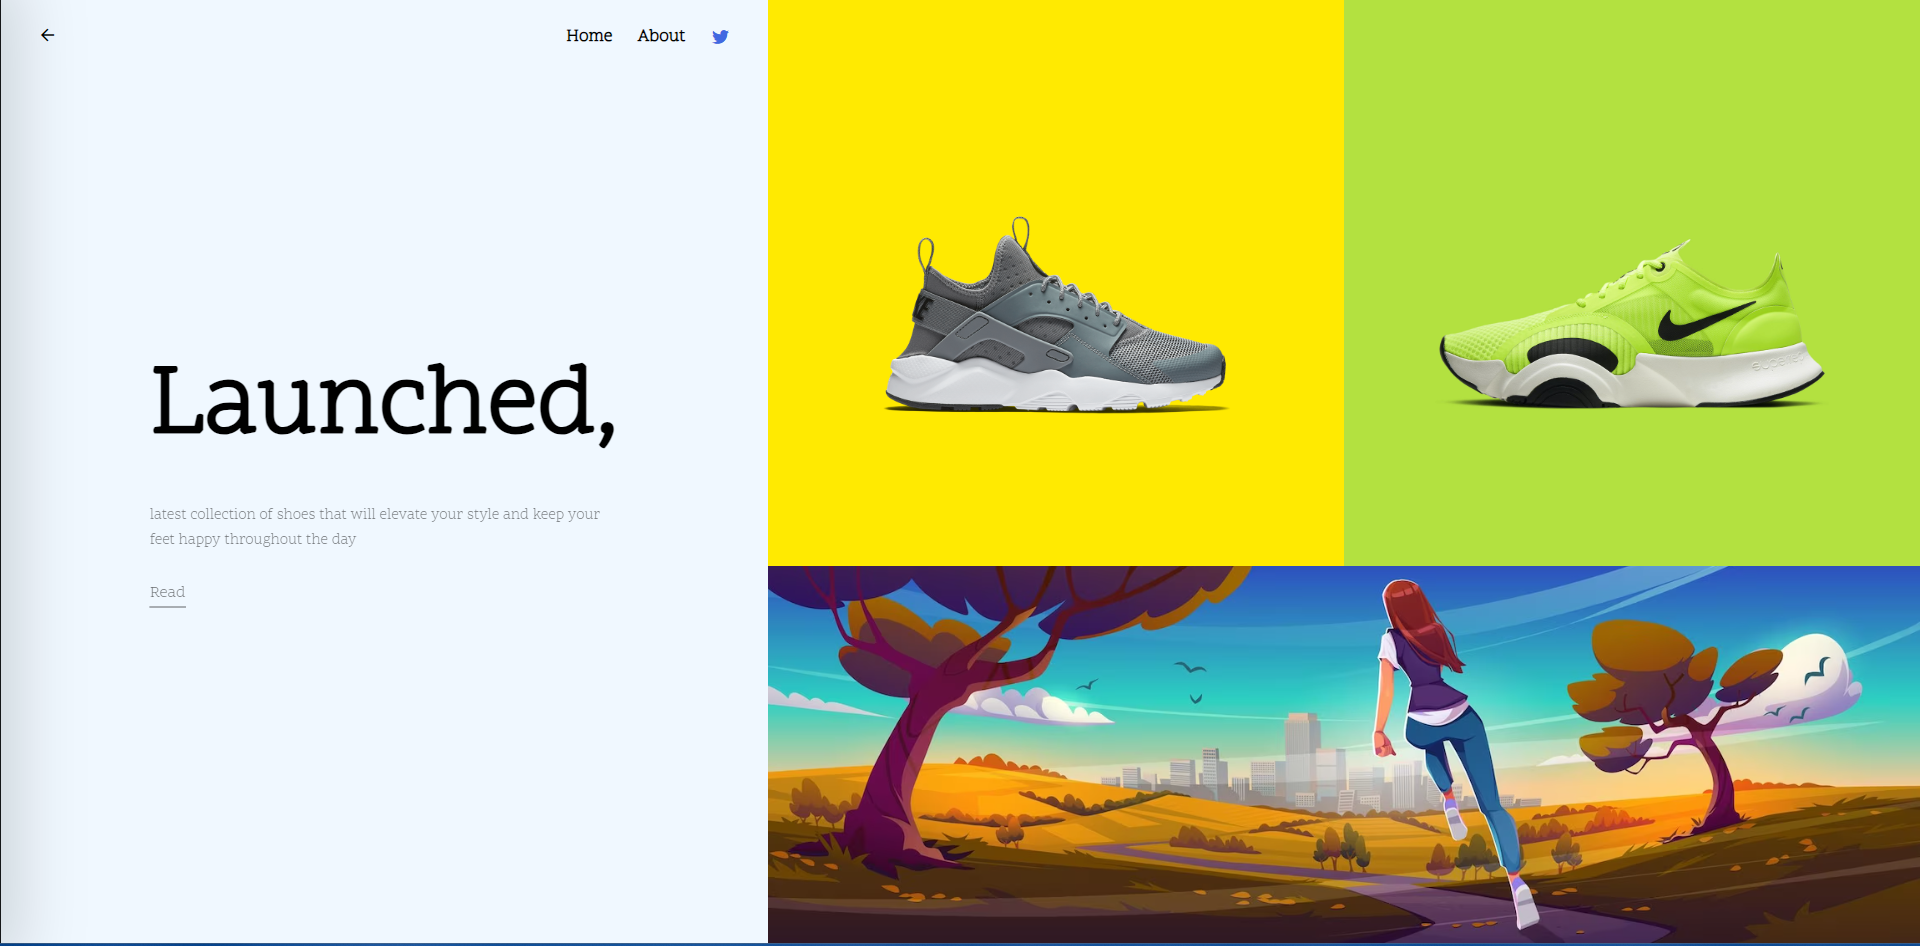 Home About
Launched,
latest collection of shoes that will elevate your style and keep your
feet happy throughout the day
Read